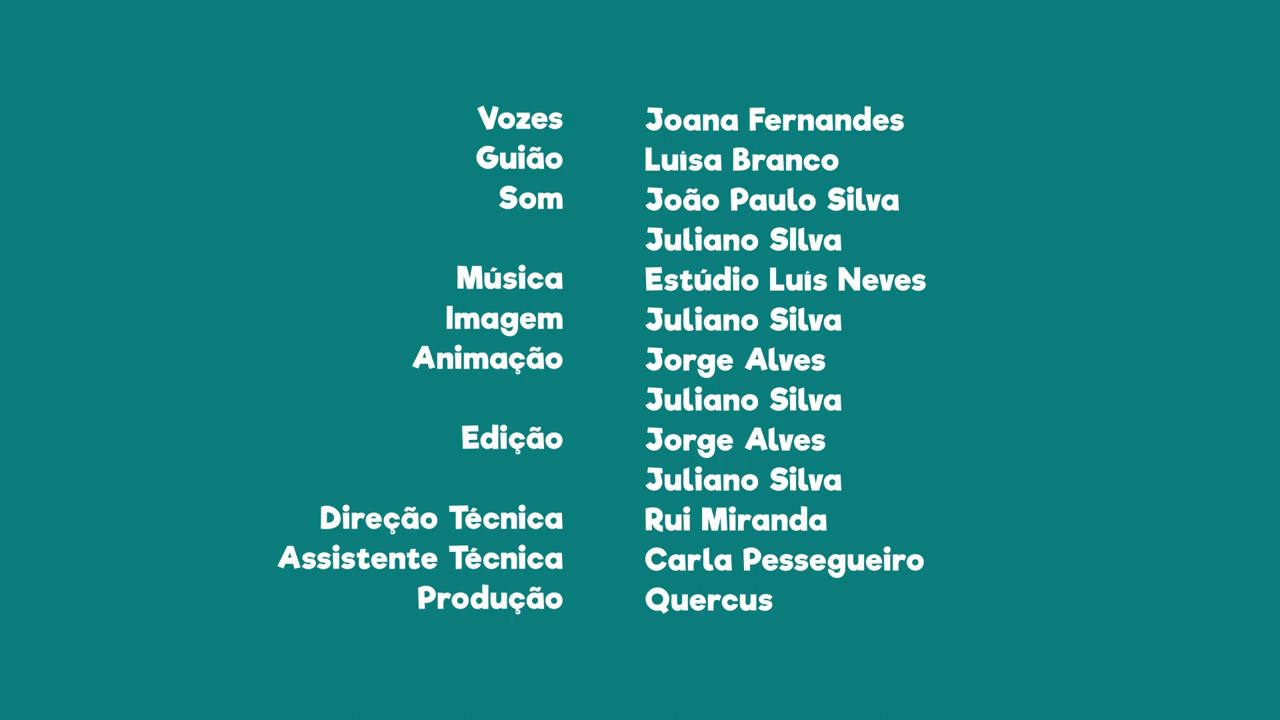 Vozes Joana Fernandes
Guião Luísa Branco
Som João Paulo Silva
Juliano SIlva
Música Estúdio Luís Neves
Imagem Juliano Silva
Animação Jorge Alves
Juliano Silva
Edição Jorge Alves
Juliano Silva
Direção Técnica Rui Miranda
Assistente Técnica Carla Pessegueiro
Produção Quercus